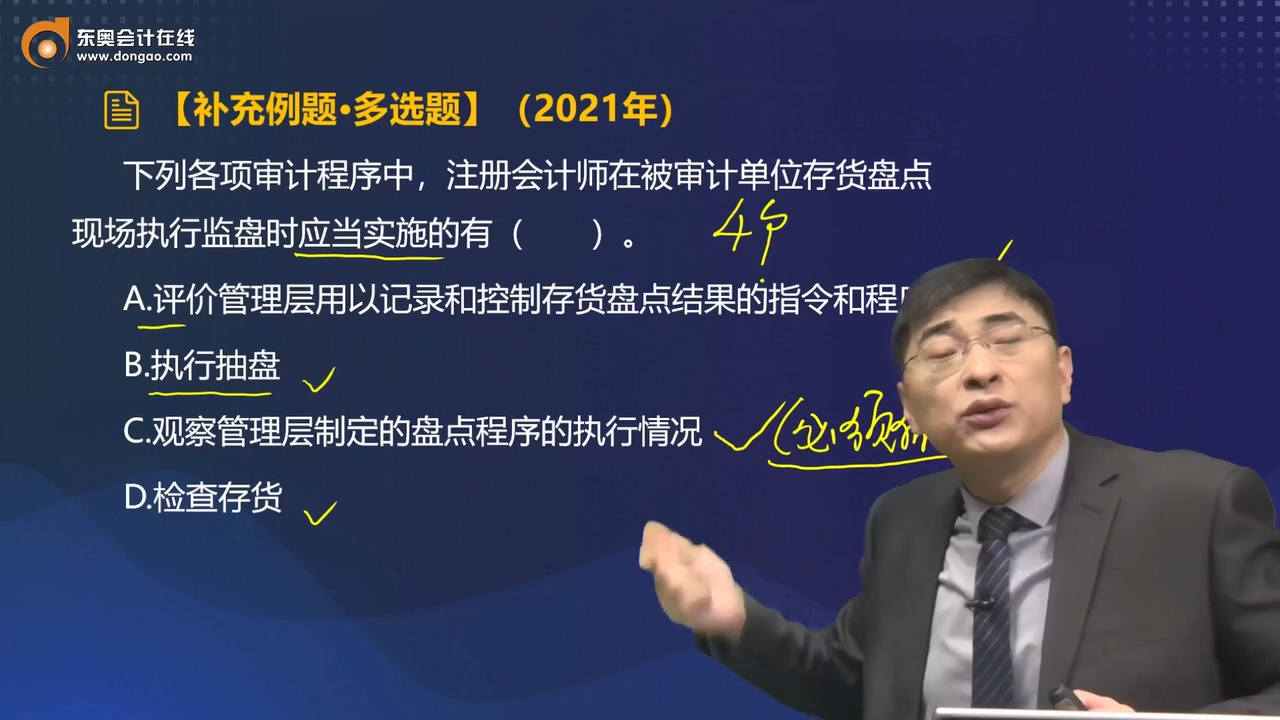 东奥会计在线
www.dongao.com
【补充例题·多选题】（2021年）
下列各项审计程序中，注册会计师在被审计单位存货盘点
现场执行监盘时应当实施的有（　　）。
4个
A.评价管理层用以记录和控制存货盘点结果的指令和程
B.执行抽盘
C.观察管理层制定的盘点程序的执行情况
(必须
D.检查存货